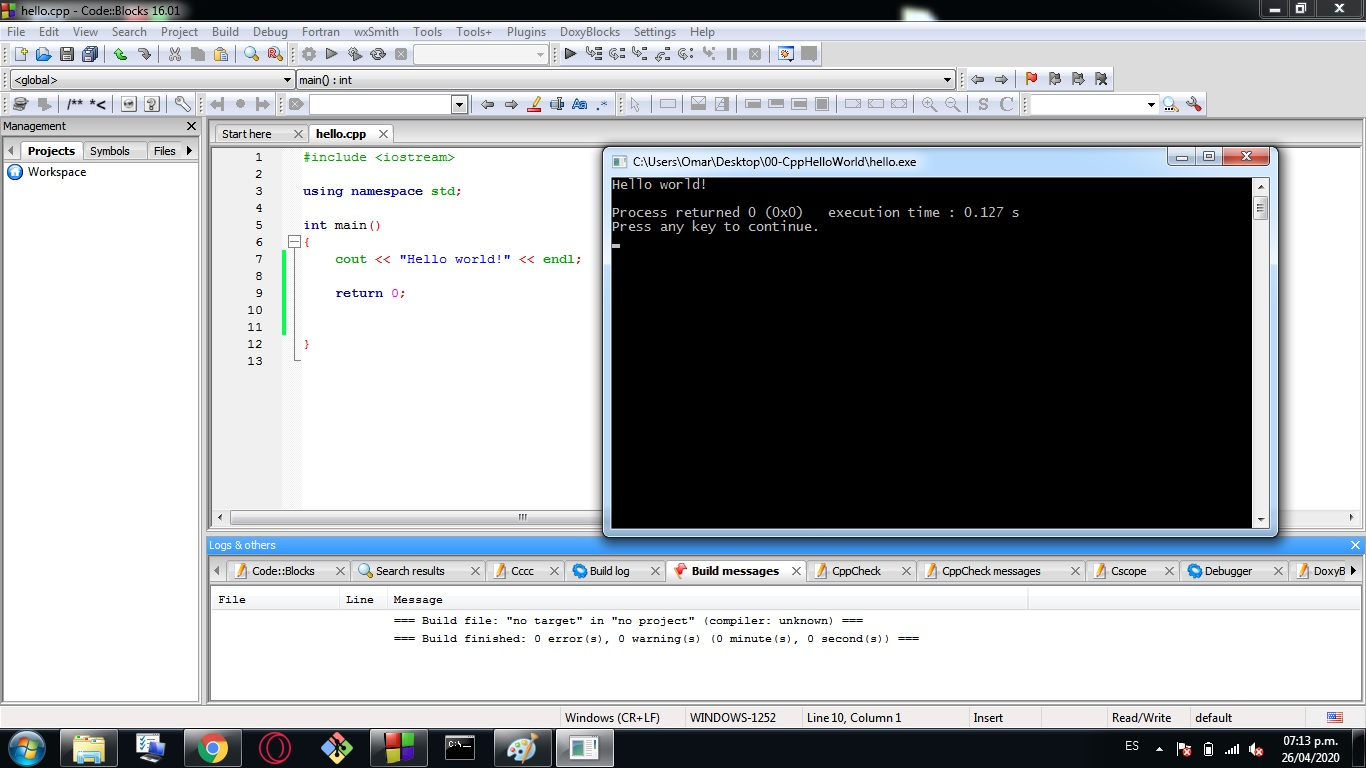 hello.cpp - Code::Blocks 16.01
File Edit View Search Project Build Debug Fortran wxSmith Tools Tools+ Plugins DoxyBlocks Settings Help
<global> main() : int
/** *< Aa .* S C
Management
Projects Symbols Files
Workspace
Start here hello.cpp
1 #include <iostream>
2
3 using namespace std;
4
5 int main()
6 {
7 cout << "Hello world!" << endl;
8
9 return 0;
10
11
12 }
13
C:\Users\Omar\Desktop\00-CppHelloWorld\hello.exe
Hello world!
Process returned 0 (0x0) execution time : 0.127 s
Press any key to continue.
Logs & others
Code::Blocks Search results Cccc Build log Build messages CppCheck CppCheck messages Cscope Debugger DoxyB
File Line Message
=== Build file: "no target" in "no project" (compiler: unknown) ===
=== Build finished: 0 error(s), 0 warning(s) (0 minute(s), 0 second(s)) ===
Windows (CR+LF) WINDOWS-1252 Line 10, Column 1 Insert Read/Write default
C:\_
ES
07:13 p.m.
26/04/2020